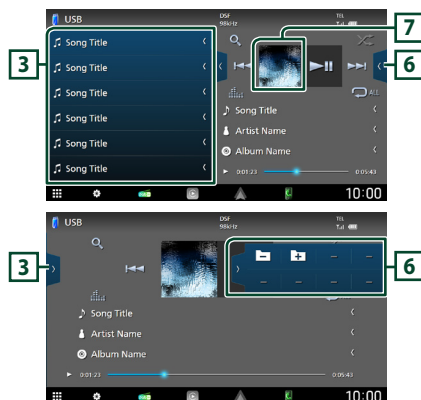 7
USB
DSF
98kHz
TEL
3
Song Title
Song Title
Song Title
Song Title
Song Title
Song Title
6
ALL
Song Title
Artist Name
Album Name
0:01:23
0:05:43
10:00
USB
DSF
98kHz
TEL
3
6
Song Title
Artist Name
Album Name
0:01:23
0:05:43
10:00